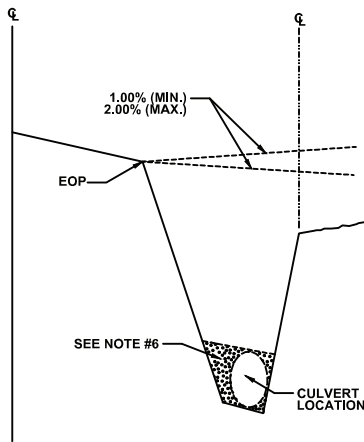 ℄
℄
1.00% (MIN.)
2.00% (MAX.)
EOP
SEE NOTE #6
CULVERT
LOCATION